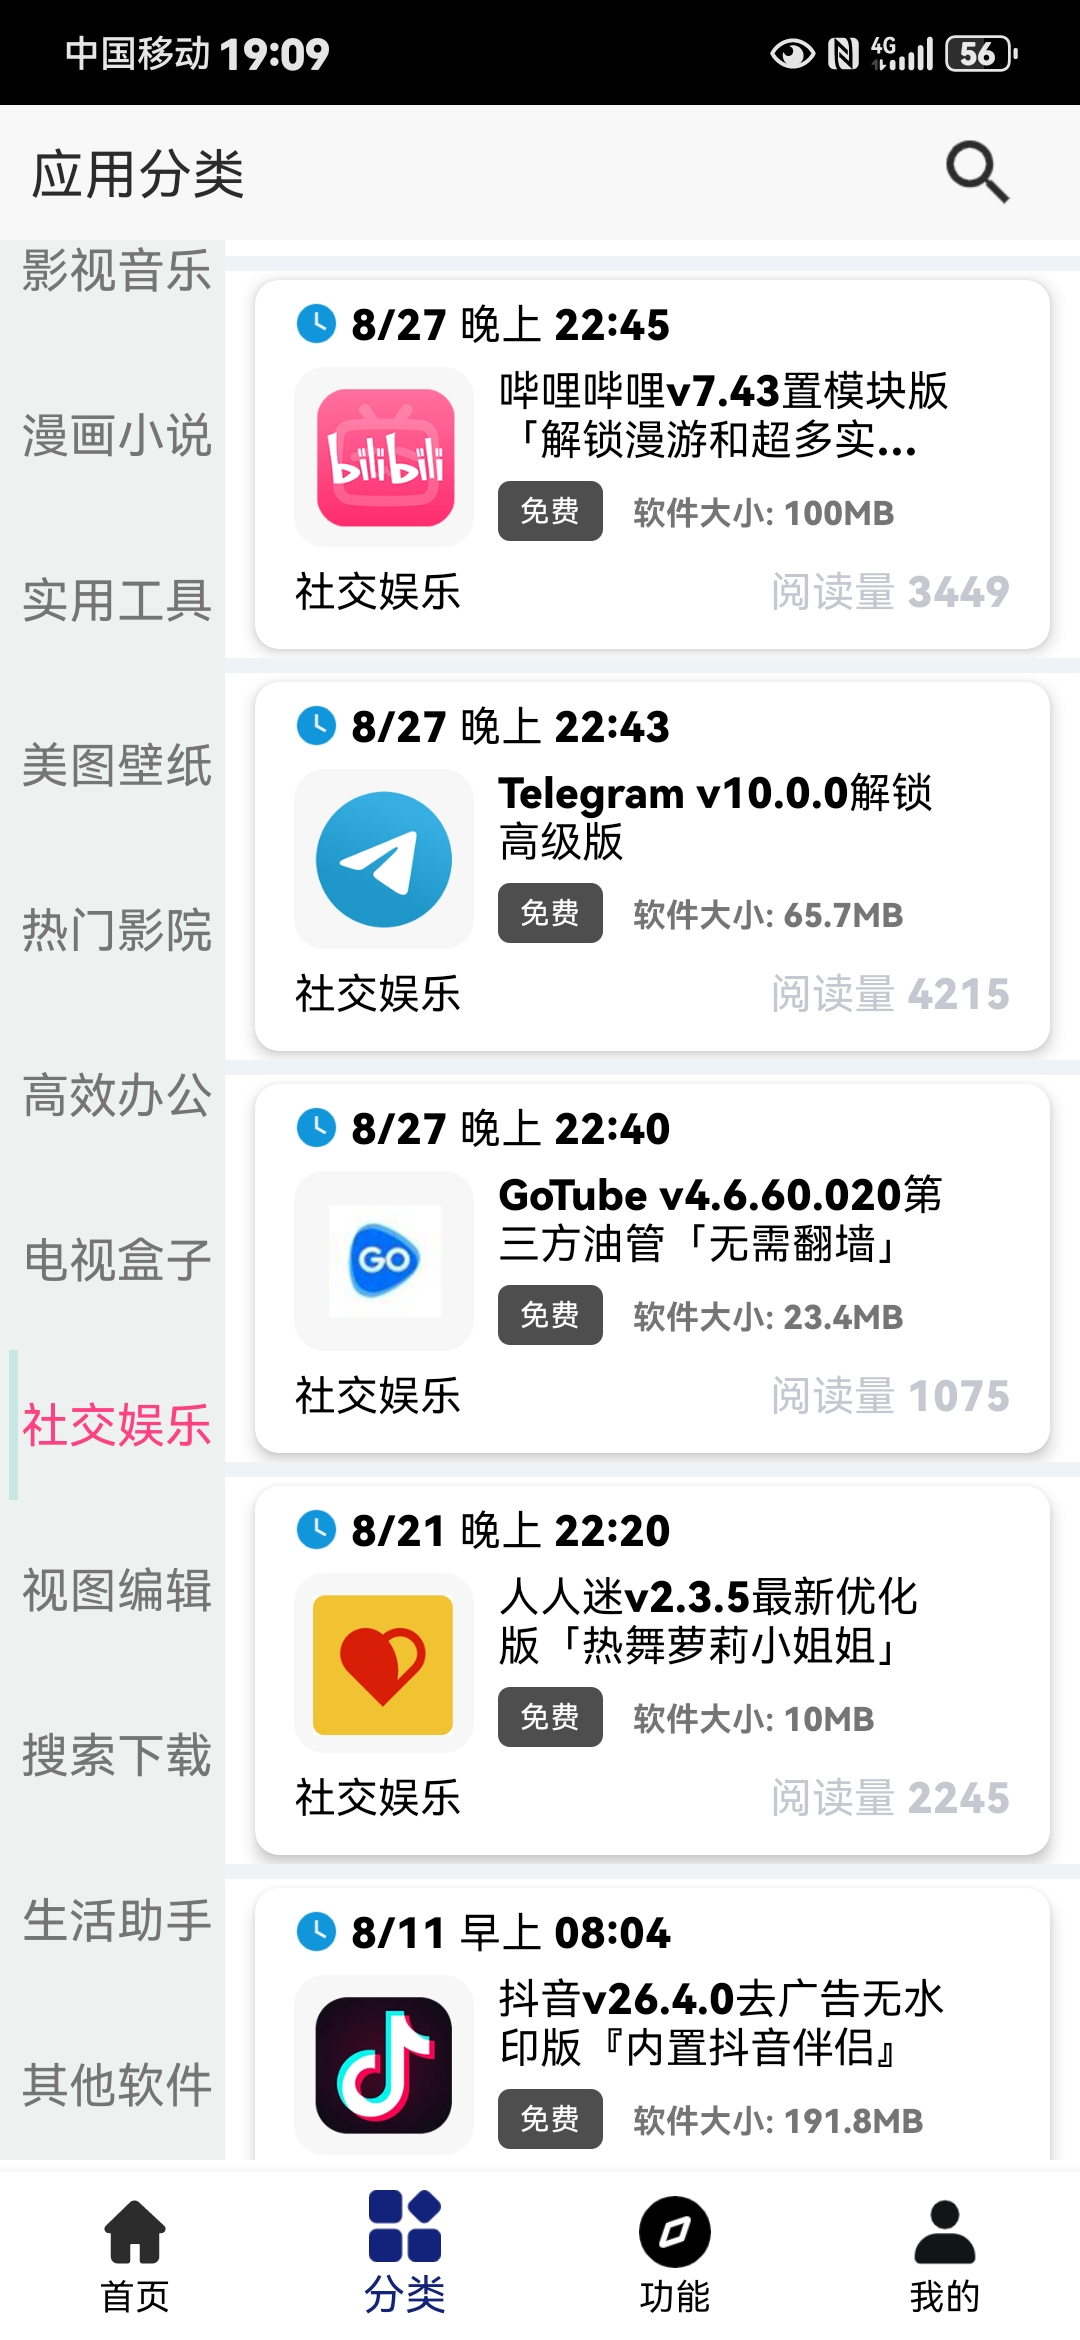 中国移动 19:09
4G 56
应用分类
影视音乐
漫画小说
实用工具
美图壁纸
热门影院
高效办公
电视盒子
社交娱乐
视图编辑
搜索下载
生活助手
其他软件
8/27 晚上 22:45
bilibili
哔哩哔哩v7.43置模块版
「解锁漫游和超多实...
免费 软件大小: 100MB
社交娱乐 阅读量 3449
8/27 晚上 22:43
Telegram v10.0.0解锁
高级版
免费 软件大小: 65.7MB
社交娱乐 阅读量 4215
8/27 晚上 22:40
GO
GoTube v4.6.60.020第
三方油管「无需翻墙」
免费 软件大小: 23.4MB
社交娱乐 阅读量 1075
8/21 晚上 22:20
人人迷v2.3.5最新优化
版「热舞萝莉小姐姐」
免费 软件大小: 10MB
社交娱乐 阅读量 2245
8/11 早上 08:04
抖音v26.4.0去广告无水
印版『内置抖音伴侣』
免费 软件大小: 191.8MB
首页 分类 功能 我的